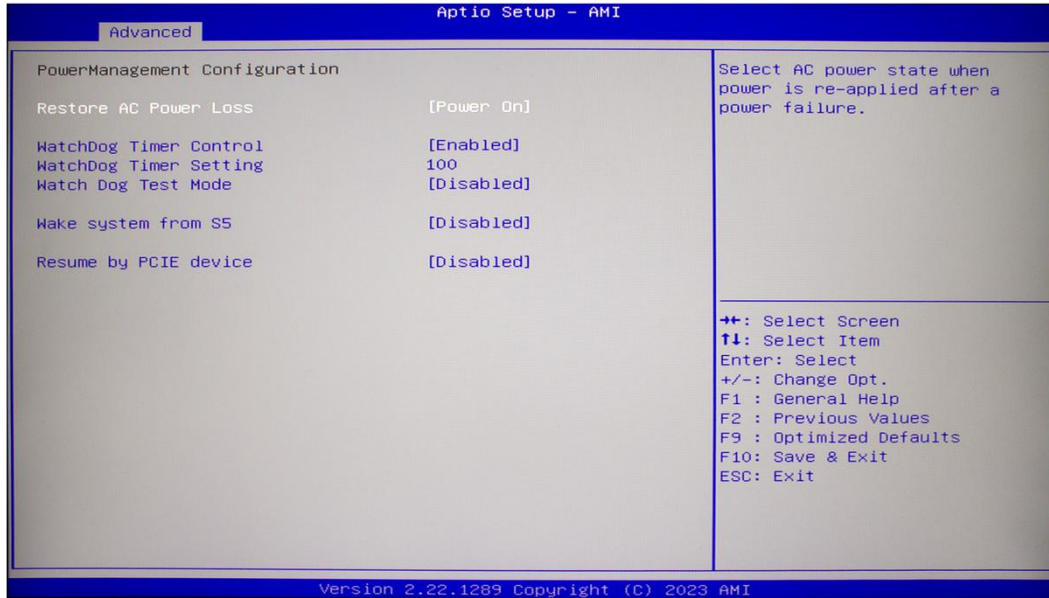 Aptio Setup – AMI
Advanced
PowerManagement Configuration
Restore AC Power Loss [Power On]
WatchDog Timer Control [Enabled]
WatchDog Timer Setting 100
Watch Dog Test Mode [Disabled]
Wake system from S5 [Disabled]
Resume by PCIE device [Disabled]
Select AC power state when
power is re-applied after a
power failure.
→←: Select Screen
↑↓: Select Item
Enter: Select
+/-: Change Opt.
F1 : General Help
F2 : Previous Values
F9 : Optimized Defaults
F10: Save & Exit
ESC: Exit
Version 2.22.1289 Copyright (C) 2023 AMI